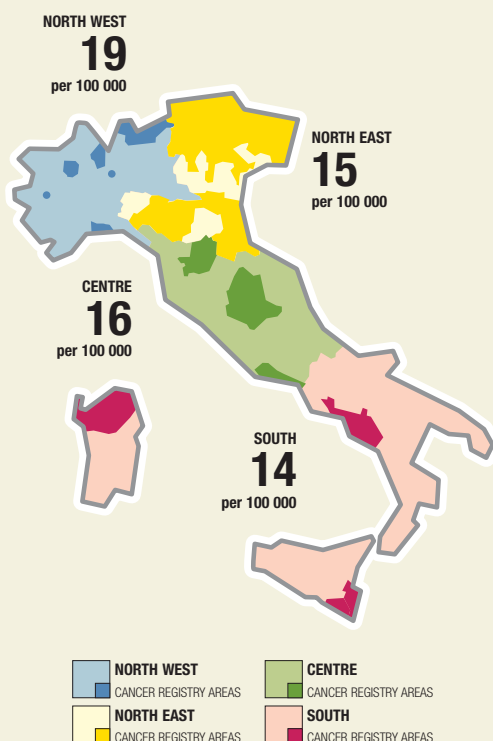 NORTH WEST
19
per 100 000
NORTH EAST
15
per 100 000
CENTRE
16
per 100 000
SOUTH
14
per 100 000
NORTH WEST
CANCER REGISTRY AREAS
CENTRE
CANCER REGISTRY AREAS
NORTH EAST
CANCER REGISTRY AREAS
SOUTH
CANCER REGISTRY AREAS